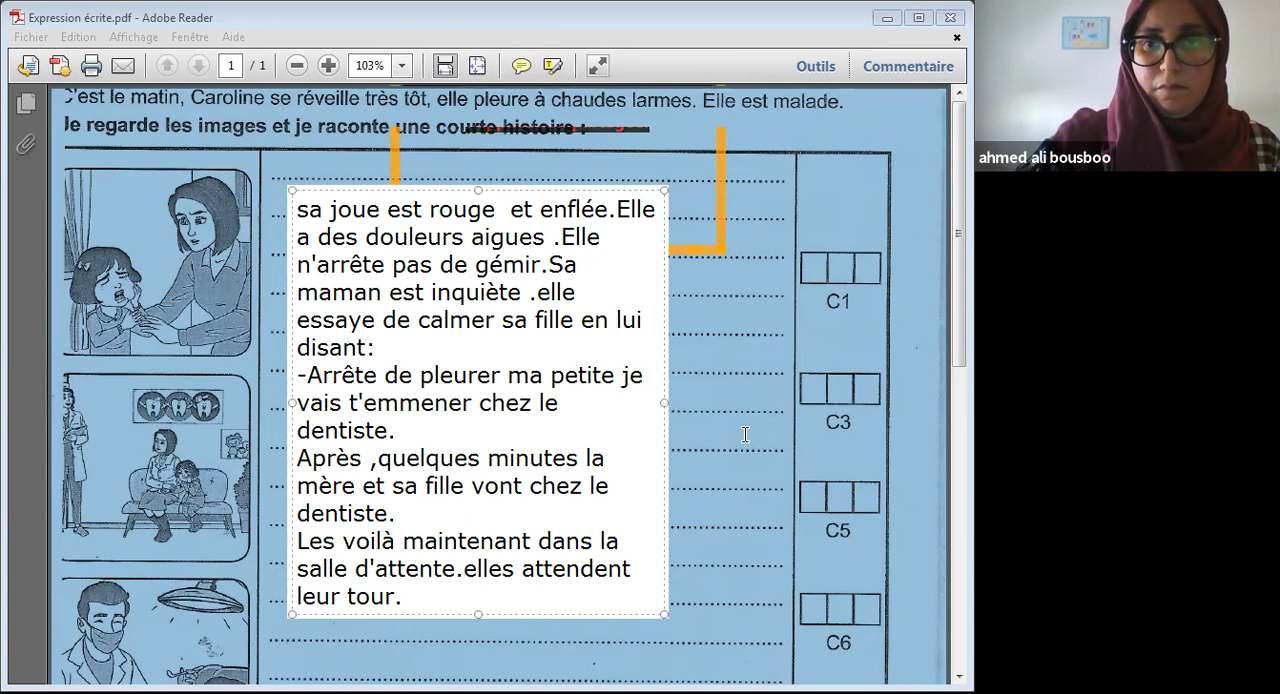 Expression écrite.pdf - Adobe Reader
Fichier Edition Affichage Fenêtre Aide
1 / 1 103% Outils Commentaire
C'est le matin, Caroline se réveille très tôt, elle pleure à chaudes larmes. Elle est malade.
Je regarde les images et je raconte une courte histoire :
ahmed ali bousboo
sa joue est rouge et enflée.Elle
a des douleurs aigues .Elle
n'arrête pas de gémir.Sa
maman est inquiète .elle
essaye de calmer sa fille en lui
disant:
-Arrête de pleurer ma petite je
vais t'emmener chez le
dentiste.
Après ,quelques minutes la
mère et sa fille vont chez le
dentiste.
Les voilà maintenant dans la
salle d'attente.elles attendent
leur tour.
C1
C3
C5
C6